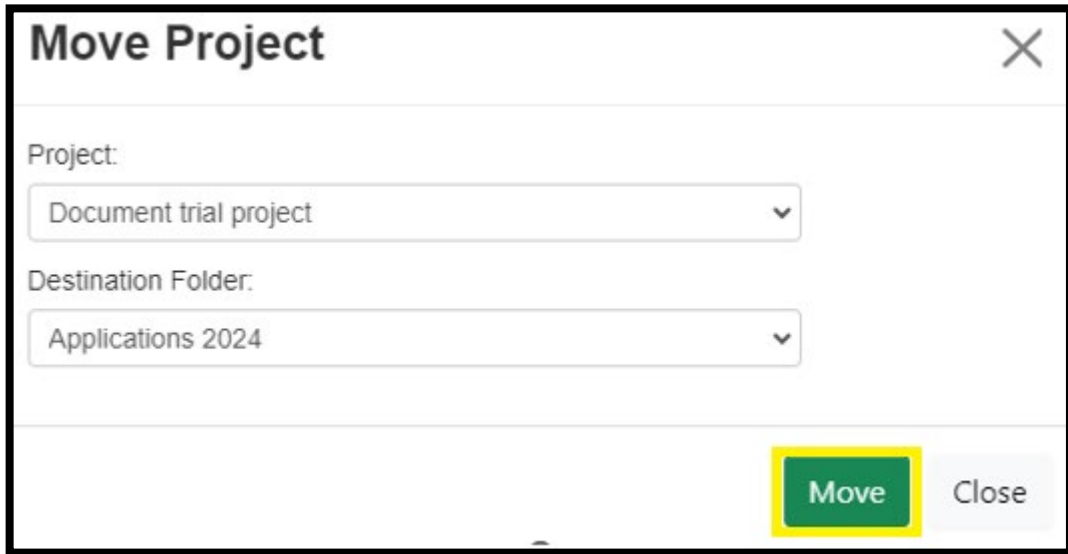 Move Project
Project:
Document trial project
Destination Folder:
Applications 2024
Move Close